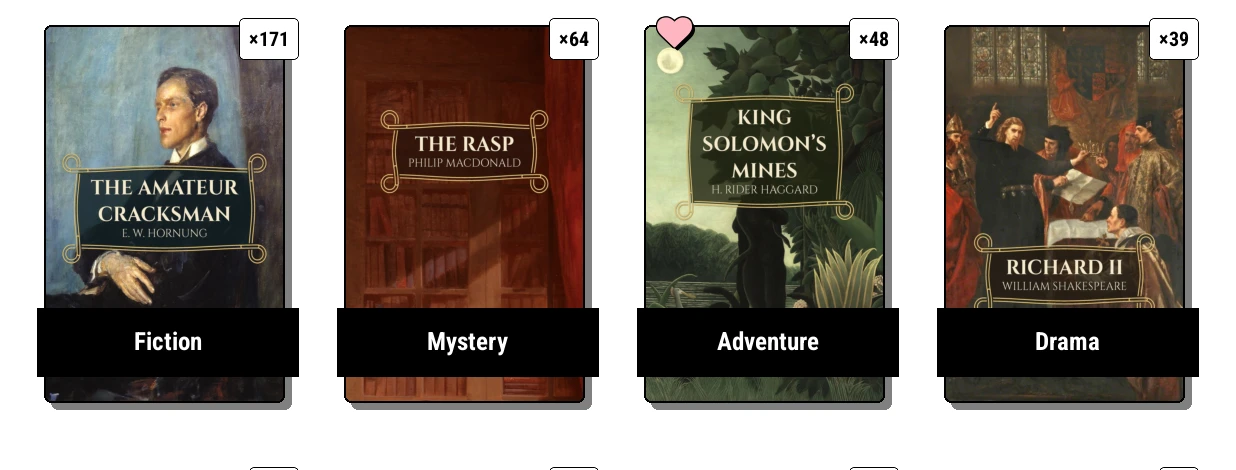 ×171
THE AMATEUR
CRACKSMAN
E. W. HORNUNG
Fiction
×64
THE RASP
PHILIP MACDONALD
Mystery
×48
KING
SOLOMON’S
MINES
H. RIDER HAGGARD
Adventure
×39
RICHARD II
WILLIAM SHAKESPEARE
Drama